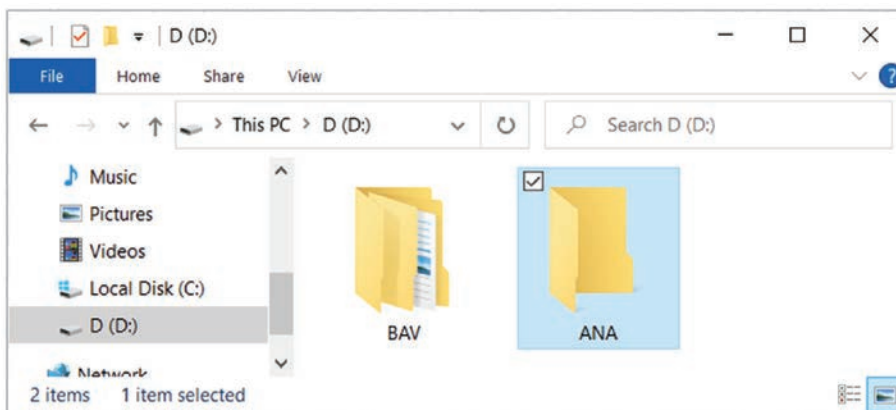 D (D:)
File Home Share View
This PC > D (D:) Search D (D:)
Music
Pictures
Videos
Local Disk (C:)
D (D:)
Network
BAV
ANA
2 items 1 item selected